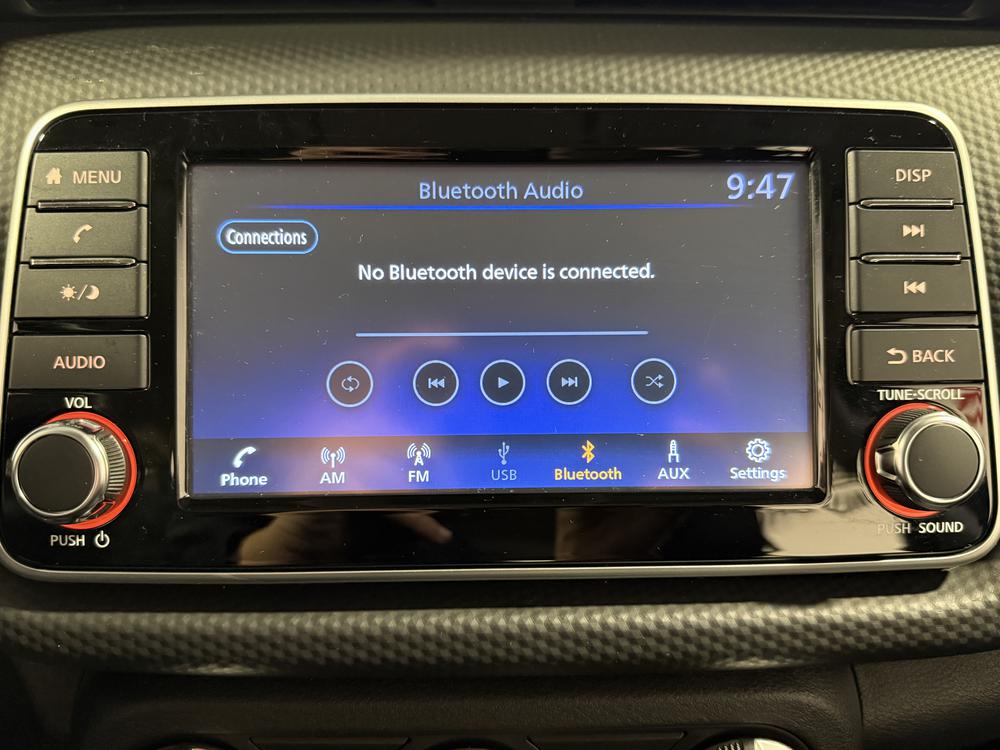 MENU
AUDIO
VOL
PUSH
Bluetooth Audio
9:47
Connections
No Bluetooth device is connected.
Phone
AM
FM
USB
Bluetooth
AUX
Settings
DISP
BACK
TUNE•SCROLL
PUSH SOUND